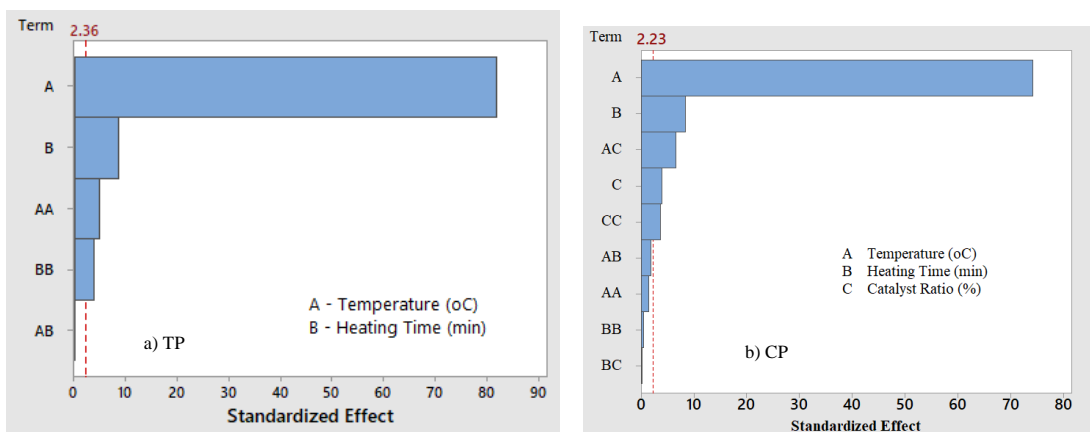 Term
2.36
A
B
AA
BB
AB
A - Temperature (oC)
B - Heating Time (min)
a) TP
0 10 20 30 40 50 60 70 80 90
Standardized Effect
Term
2.23
A
B
AC
C
CC
AB
AA
BB
BC
A Temperature (oC)
B Heating Time (min)
C Catalyst Ratio (%)
b) CP
0 10 20 30 40 50 60 70 80
Standardized Effect